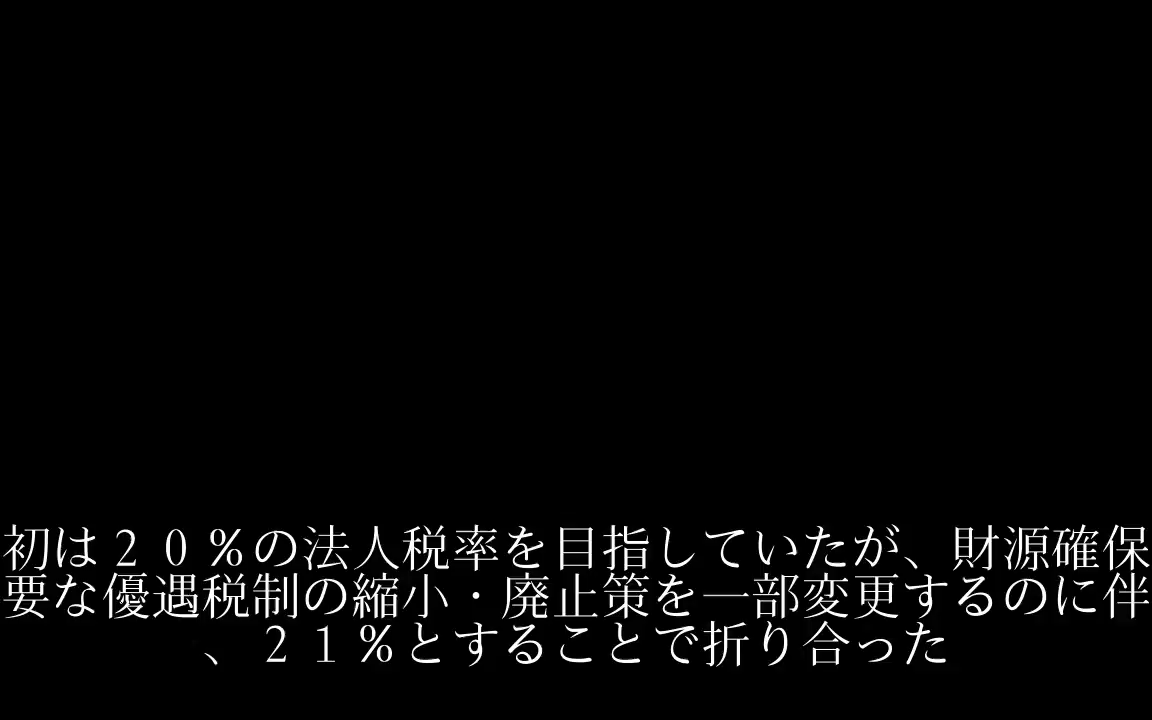 初は２０％の法人税率を目指していたが、財源確保
要な優遇税制の縮小・廃止策を一部変更するのに伴
、２１％とすることで折り合った